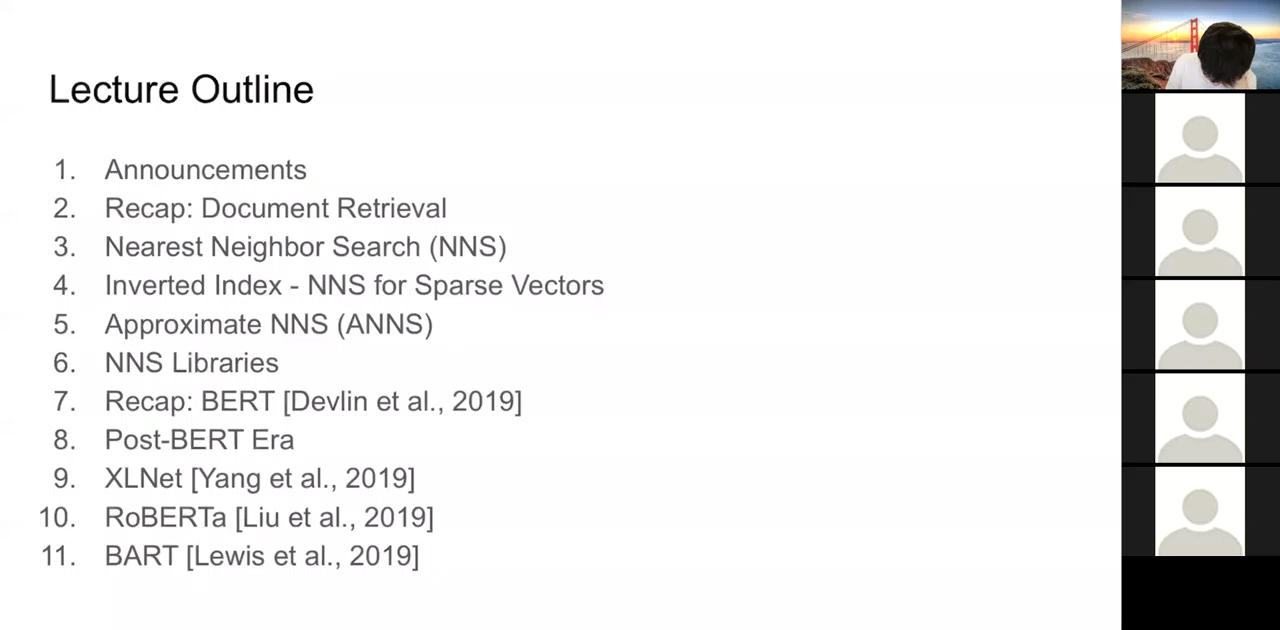 Lecture Outline
1. Announcements
2. Recap: Document Retrieval
3. Nearest Neighbor Search (NNS)
4. Inverted Index - NNS for Sparse Vectors
5. Approximate NNS (ANNS)
6. NNS Libraries
7. Recap: BERT [Devlin et al., 2019]
8. Post-BERT Era
9. XLNet [Yang et al., 2019]
10. RoBERTa [Liu et al., 2019]
11. BART [Lewis et al., 2019]